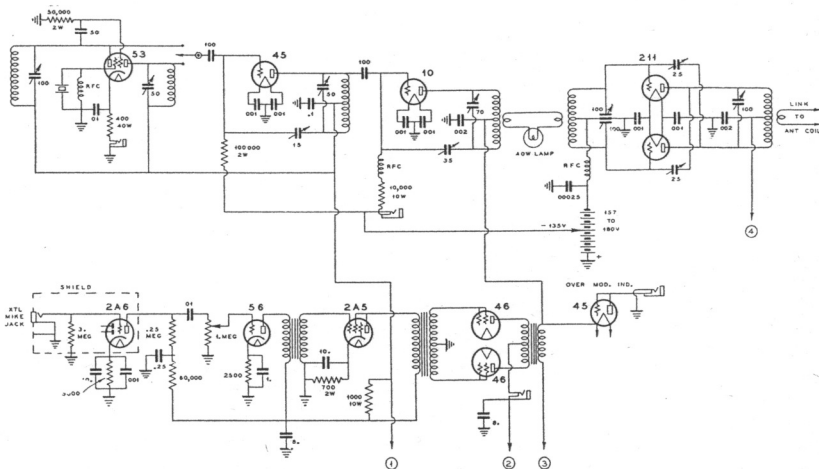 50,000
2W
50
53
100
RFC
01
400
40W
50
100
45
001
001
.1
50
15
100 000
2W
100
10
001
001
002
70
35
RFC
10,000
10W
40W LAMP
211
25
100
001
001
002
100
25
RFC
00025
-135V
157
TO
180V
+
LINK
TO
ANT COIL
4
SHIELD
XTL
MIKE
JACK
2A6
3.
MEG
10.
001
5000
.25
MEG
.25
50,000
01
1. MEG
56
2500
1.
8.
2A5
10.
700
2W
1000
10W
46
46
8.
OVER MOD. IND.
45
1
2
3